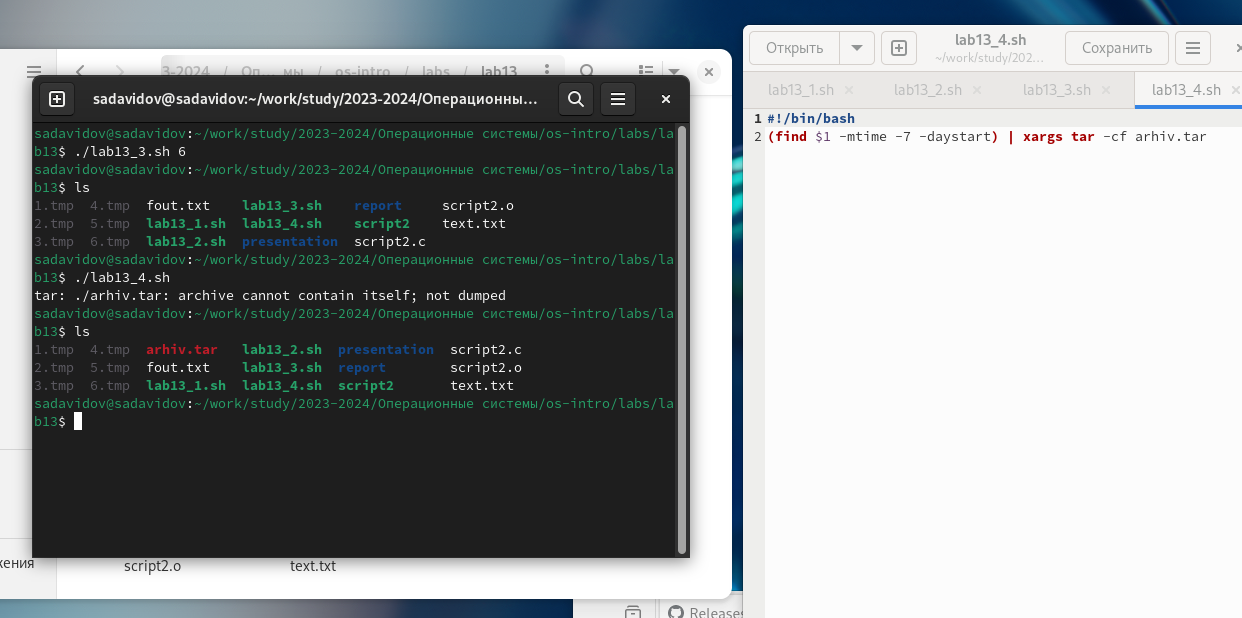 3-2024 / Оп… мы / os-intro / labs / lab13
sadavidov@sadavidov:~/work/study/2023-2024/Операционны…
sadavidov@sadavidov:~/work/study/2023-2024/Операционные системы/os-intro/labs/la
b13$ ./lab13_3.sh 6
sadavidov@sadavidov:~/work/study/2023-2024/Операционные системы/os-intro/labs/la
b13$ ls
1.tmp 4.tmp fout.txt lab13_3.sh report script2.o
2.tmp 5.tmp lab13_1.sh lab13_4.sh script2 text.txt
3.tmp 6.tmp lab13_2.sh presentation script2.c
sadavidov@sadavidov:~/work/study/2023-2024/Операционные системы/os-intro/labs/la
b13$ ./lab13_4.sh
tar: ./arhiv.tar: archive cannot contain itself; not dumped
sadavidov@sadavidov:~/work/study/2023-2024/Операционные системы/os-intro/labs/la
b13$ ls
1.tmp 4.tmp arhiv.tar lab13_2.sh presentation script2.c
2.tmp 5.tmp fout.txt lab13_3.sh report script2.o
3.tmp 6.tmp lab13_1.sh lab13_4.sh script2 text.txt
sadavidov@sadavidov:~/work/study/2023-2024/Операционные системы/os-intro/labs/la
b13$
жения
script2.o text.txt
Открыть
lab13_4.sh
~/work/study/202…
Сохранить
lab13_1.sh lab13_2.sh lab13_3.sh lab13_4.sh
1 #!/bin/bash
2 (find $1 -mtime -7 -daystart) | xargs tar -cf arhiv.tar
Releases